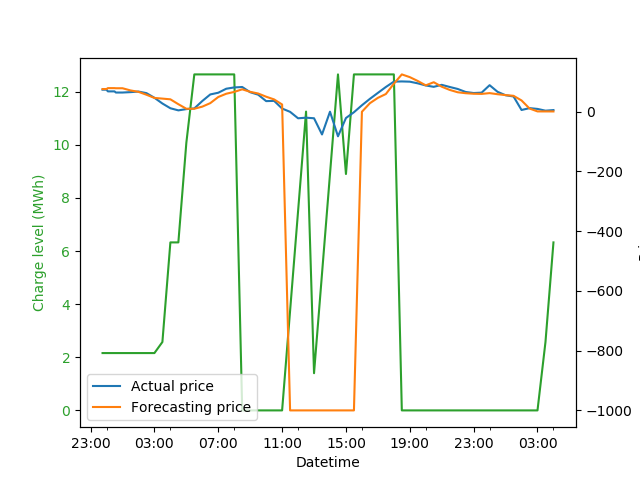 12
10
8
6
4
2
0
Charge level (MWh)
0
−200
−400
−600
−800
−1000
Actual price
Forecasting price
23:00 03:00 07:00 11:00 15:00 19:00 23:00 03:00
Datetime